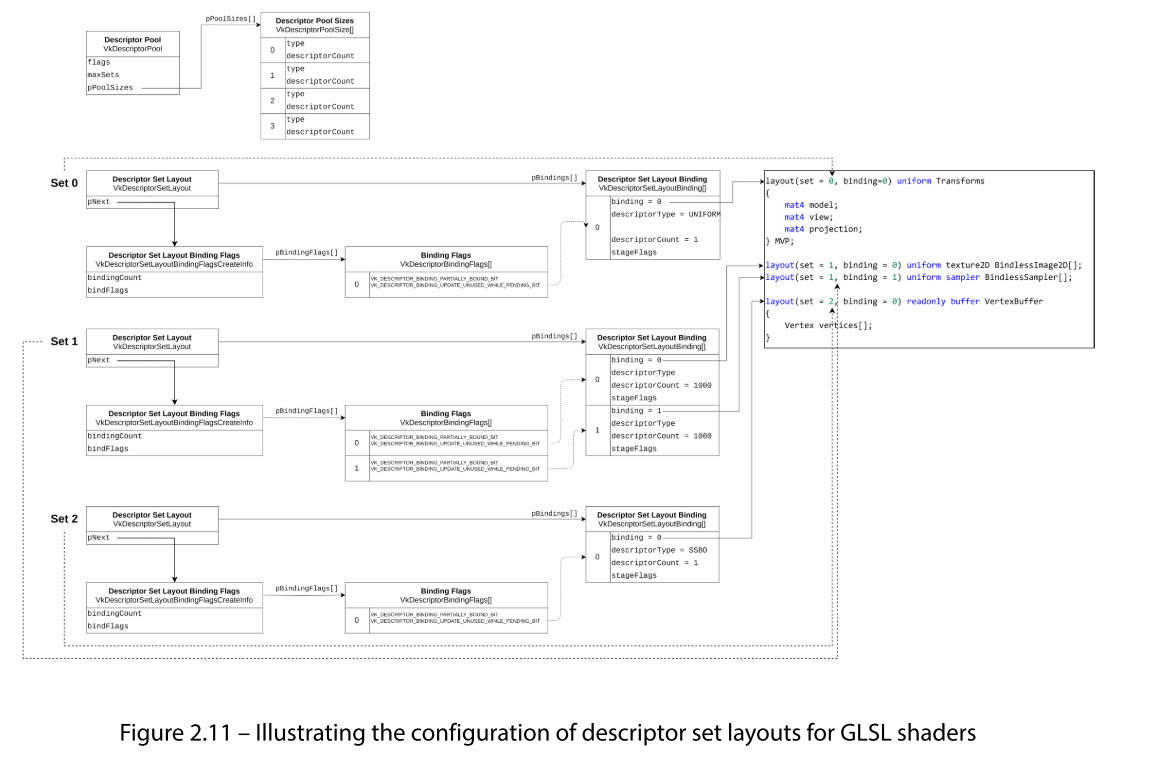 pPoolSizes[]
Descriptor Pool Sizes
VkDescriptorPoolSize[]
0
type
descriptorCount
1
type
descriptorCount
2
type
descriptorCount
3
type
descriptorCount
Descriptor Pool
VkDescriptorPool
flags
maxSets
pPoolSizes
Set 0
Descriptor Set Layout
VkDescriptorSetLayout
pNext
pBindings[]
Descriptor Set Layout Binding
VkDescriptorSetLayoutBinding[]
0
binding = 0
descriptorType = UNIFORM
descriptorCount = 1
stageFlags
Descriptor Set Layout Binding Flags
VkDescriptorSetLayoutBindingFlagsCreateInfo
bindingCount
bindFlags
pBindingFlags[]
Binding Flags
VkDescriptorBindingFlags[]
0
VK_DESCRIPTOR_BINDING_PARTIALLY_BOUND_BIT
VK_DESCRIPTOR_BINDING_UPDATE_UNUSED_WHILE_PENDING_BIT
layout(set = 0, binding=0) uniform Transforms
{
mat4 model;
mat4 view;
mat4 projection;
} MVP;
layout(set = 1, binding = 0) uniform texture2D BindlessImage2D[];
layout(set = 1, binding = 1) uniform sampler BindlessSampler[];
layout(set = 2, binding = 0) readonly buffer VertexBuffer
{
Vertex vertices[];
}
Set 1
Descriptor Set Layout
VkDescriptorSetLayout
pNext
pBindings[]
Descriptor Set Layout Binding
VkDescriptorSetLayoutBinding[]
0
binding = 0
descriptorType
descriptorCount = 1000
stageFlags
1
binding = 1
descriptorType
descriptorCount = 1000
stageFlags
Descriptor Set Layout Binding Flags
VkDescriptorSetLayoutBindingFlagsCreateInfo
bindingCount
bindFlags
pBindingFlags[]
Binding Flags
VkDescriptorBindingFlags[]
0
VK_DESCRIPTOR_BINDING_PARTIALLY_BOUND_BIT
VK_DESCRIPTOR_BINDING_UPDATE_UNUSED_WHILE_PENDING_BIT
1
VK_DESCRIPTOR_BINDING_PARTIALLY_BOUND_BIT
VK_DESCRIPTOR_BINDING_UPDATE_UNUSED_WHILE_PENDING_BIT
Set 2
Descriptor Set Layout
VkDescriptorSetLayout
pNext
pBindings[]
Descriptor Set Layout Binding
VkDescriptorSetLayoutBinding[]
0
binding = 0
descriptorType = SSBO
descriptorCount = 1
stageFlags
Descriptor Set Layout Binding Flags
VkDescriptorSetLayoutBindingFlagsCreateInfo
bindingCount
bindFlags
pBindingFlags[]
Binding Flags
VkDescriptorBindingFlags[]
0
VK_DESCRIPTOR_BINDING_PARTIALLY_BOUND_BIT
VK_DESCRIPTOR_BINDING_UPDATE_UNUSED_WHILE_PENDING_BIT
Figure 2.11 – Illustrating the configuration of descriptor set layouts for GLSL shaders